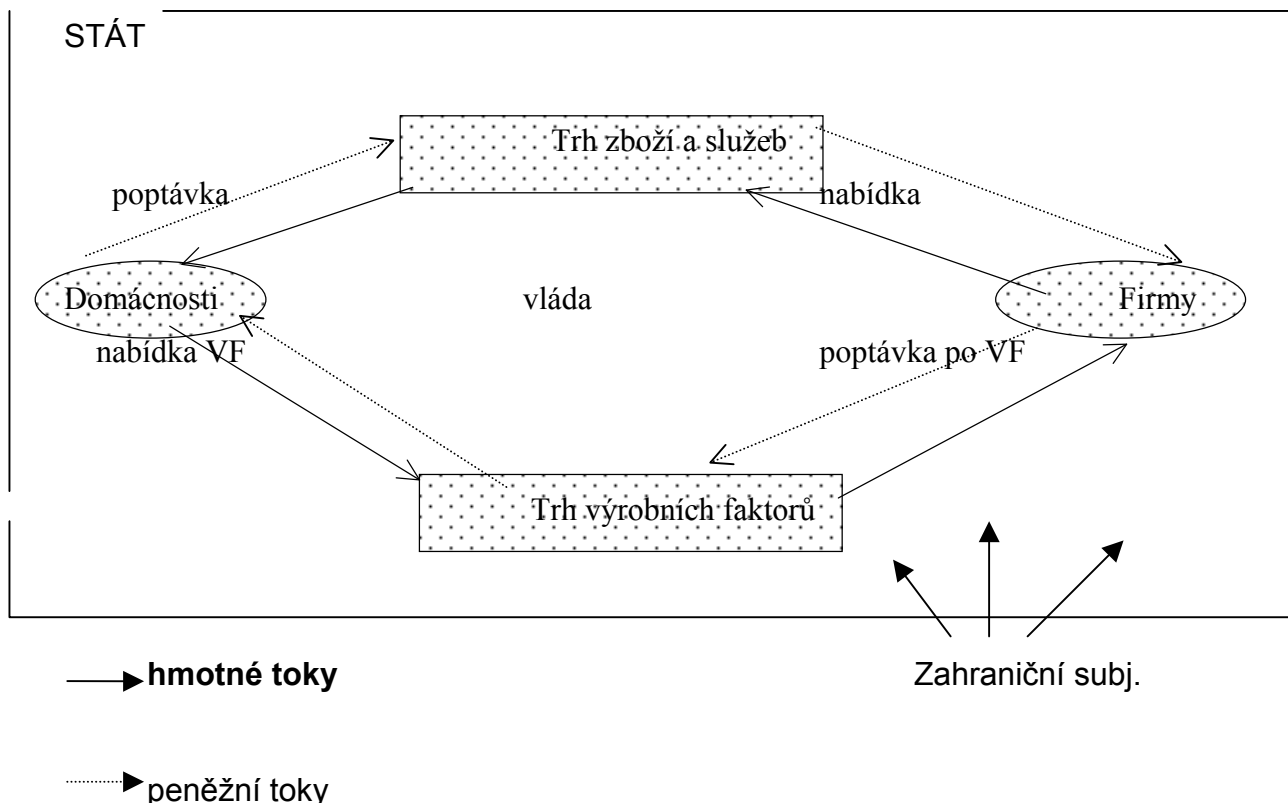 STÁT
Trh zboží a služeb
poptávka
nabídka
Domácnosti
vláda
Firmy
nabídka VF
poptávka po VF
Trh výrobních faktorů
hmotné toky
Zahraniční subj.
peněžní toky